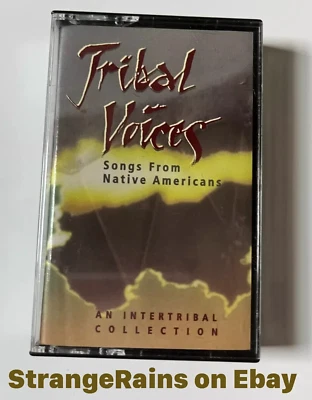 Tribal
Voices
Songs From
Native Americans
AN INTERTRIBAL
COLLECTION
StrangeRains on Ebay